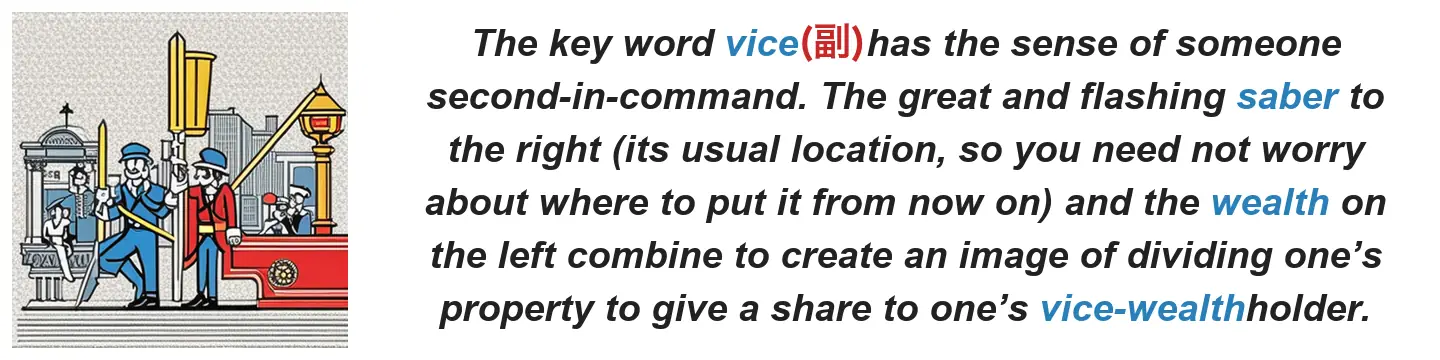 The key word vice(副)has the sense of someone
second-in-command. The great and flashing saber to
the right (its usual location, so you need not worry
about where to put it from now on) and the wealth on
the left combine to create an image of dividing one’s
property to give a share to one’s vice-wealthholder.